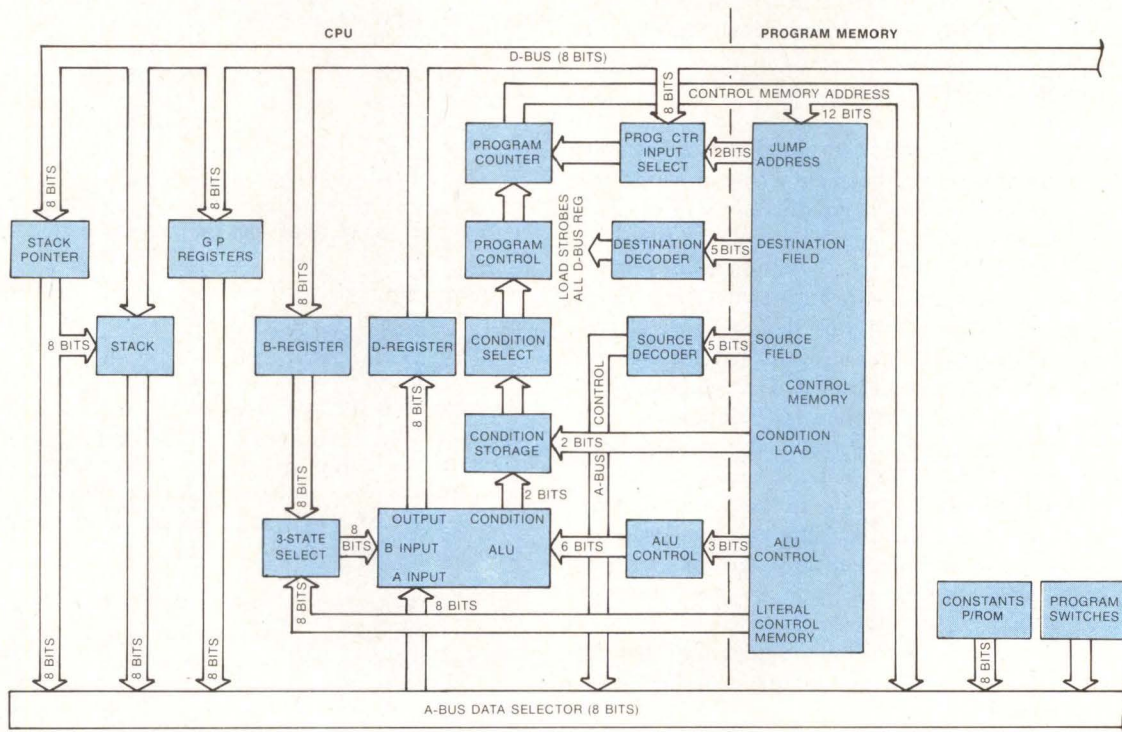 CPU
PROGRAM MEMORY
D-BUS (8 BITS)
CONTROL MEMORY ADDRESS
8 BITS
12 BITS
PROGRAM
COUNTER
PROG CTR
INPUT
SELECT
12BITS
JUMP
ADDRESS
8 BITS
8 BITS
STACK
POINTER
G P
REGISTERS
PROGRAM
CONTROL
LOAD STROBES
ALL D-BUS REG
DESTINATION
DECODER
5 BITS
DESTINATION
FIELD
8 BITS
8 BITS
STACK
B-REGISTER
D-REGISTER
CONDITION
SELECT
SOURCE
DECODER
5 BITS
SOURCE
FIELD
CONTROL
MEMORY
A-BUS CONTROL
8 BITS
CONDITION
STORAGE
2 BITS
CONDITION
LOAD
8 BITS
2 BITS
3-STATE
SELECT
8
BITS
OUTPUT
CONDITION
B INPUT
ALU
A INPUT
6 BITS
ALU
CONTROL
3 BITS
ALU
CONTROL
8 BITS
8 BITS
LITERAL
CONTROL
MEMORY
CONSTANTS
P/ROM
PROGRAM
SWITCHES
8 BITS
8 BITS
8 BITS
8 BITS
A-BUS DATA SELECTOR (8 BITS)